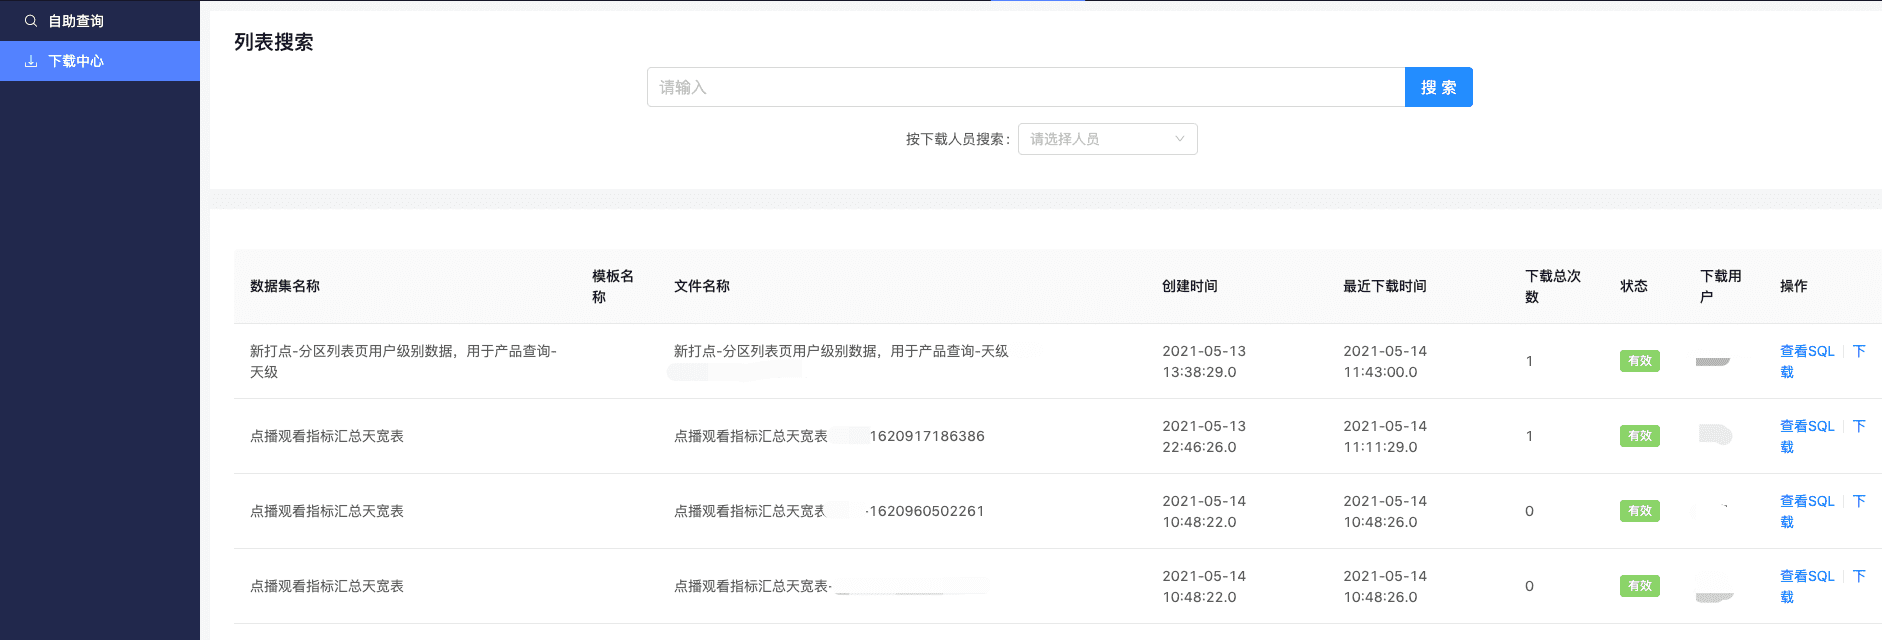 自助查询
下载中心
列表搜索
请输入
搜 索
按下载人员搜索：
请选择人员
数据集名称
模板名
称
文件名称
创建时间
最近下载时间
下载总次
数
状态
下载用
户
操作
新打点-分区列表页用户级别数据，用于产品查询-
天级
新打点-分区列表页用户级别数据，用于产品查询-天级
2021-05-13
13:38:29.0
2021-05-14
11:43:00.0
1
有效
查看SQL 下
载
点播观看指标汇总天宽表
点播观看指标汇总天宽表 1620917186386
2021-05-13
22:46:26.0
2021-05-14
11:11:29.0
1
有效
查看SQL 下
载
点播观看指标汇总天宽表
点播观看指标汇总天宽表 -1620960502261
2021-05-14
10:48:22.0
2021-05-14
10:48:26.0
0
有效
查看SQL 下
载
点播观看指标汇总天宽表
点播观看指标汇总天宽表-
2021-05-14
10:48:22.0
2021-05-14
10:48:26.0
0
有效
查看SQL 下
载